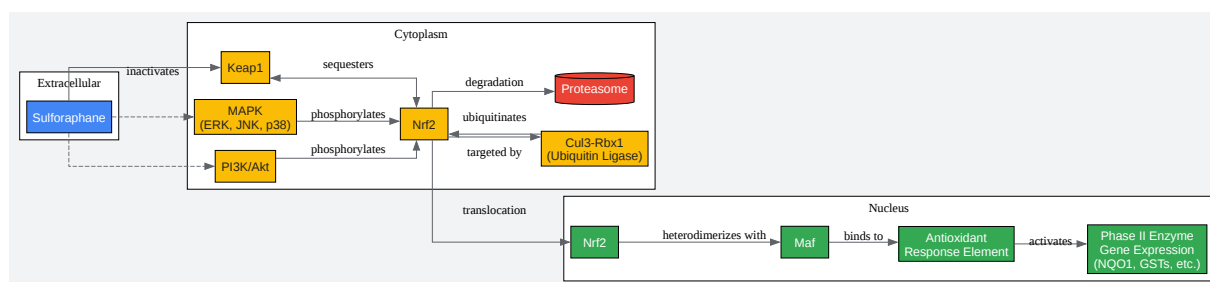 Cytoplasm
Extracellular
Sulforaphane
inactivates
Keap1
sequesters
MAPK
(ERK, JNK, p38)
phosphorylates
PI3K/Akt
phosphorylates
Nrf2
degradation
Proteasome
ubiquitinates
targeted by
Cul3-Rbx1
(Ubiquitin Ligase)
translocation
Nucleus
Nrf2
heterodimerizes with
Maf
binds to
Antioxidant
Response Element
activates
Phase II Enzyme
Gene Expression
(NQO1, GSTs, etc.)